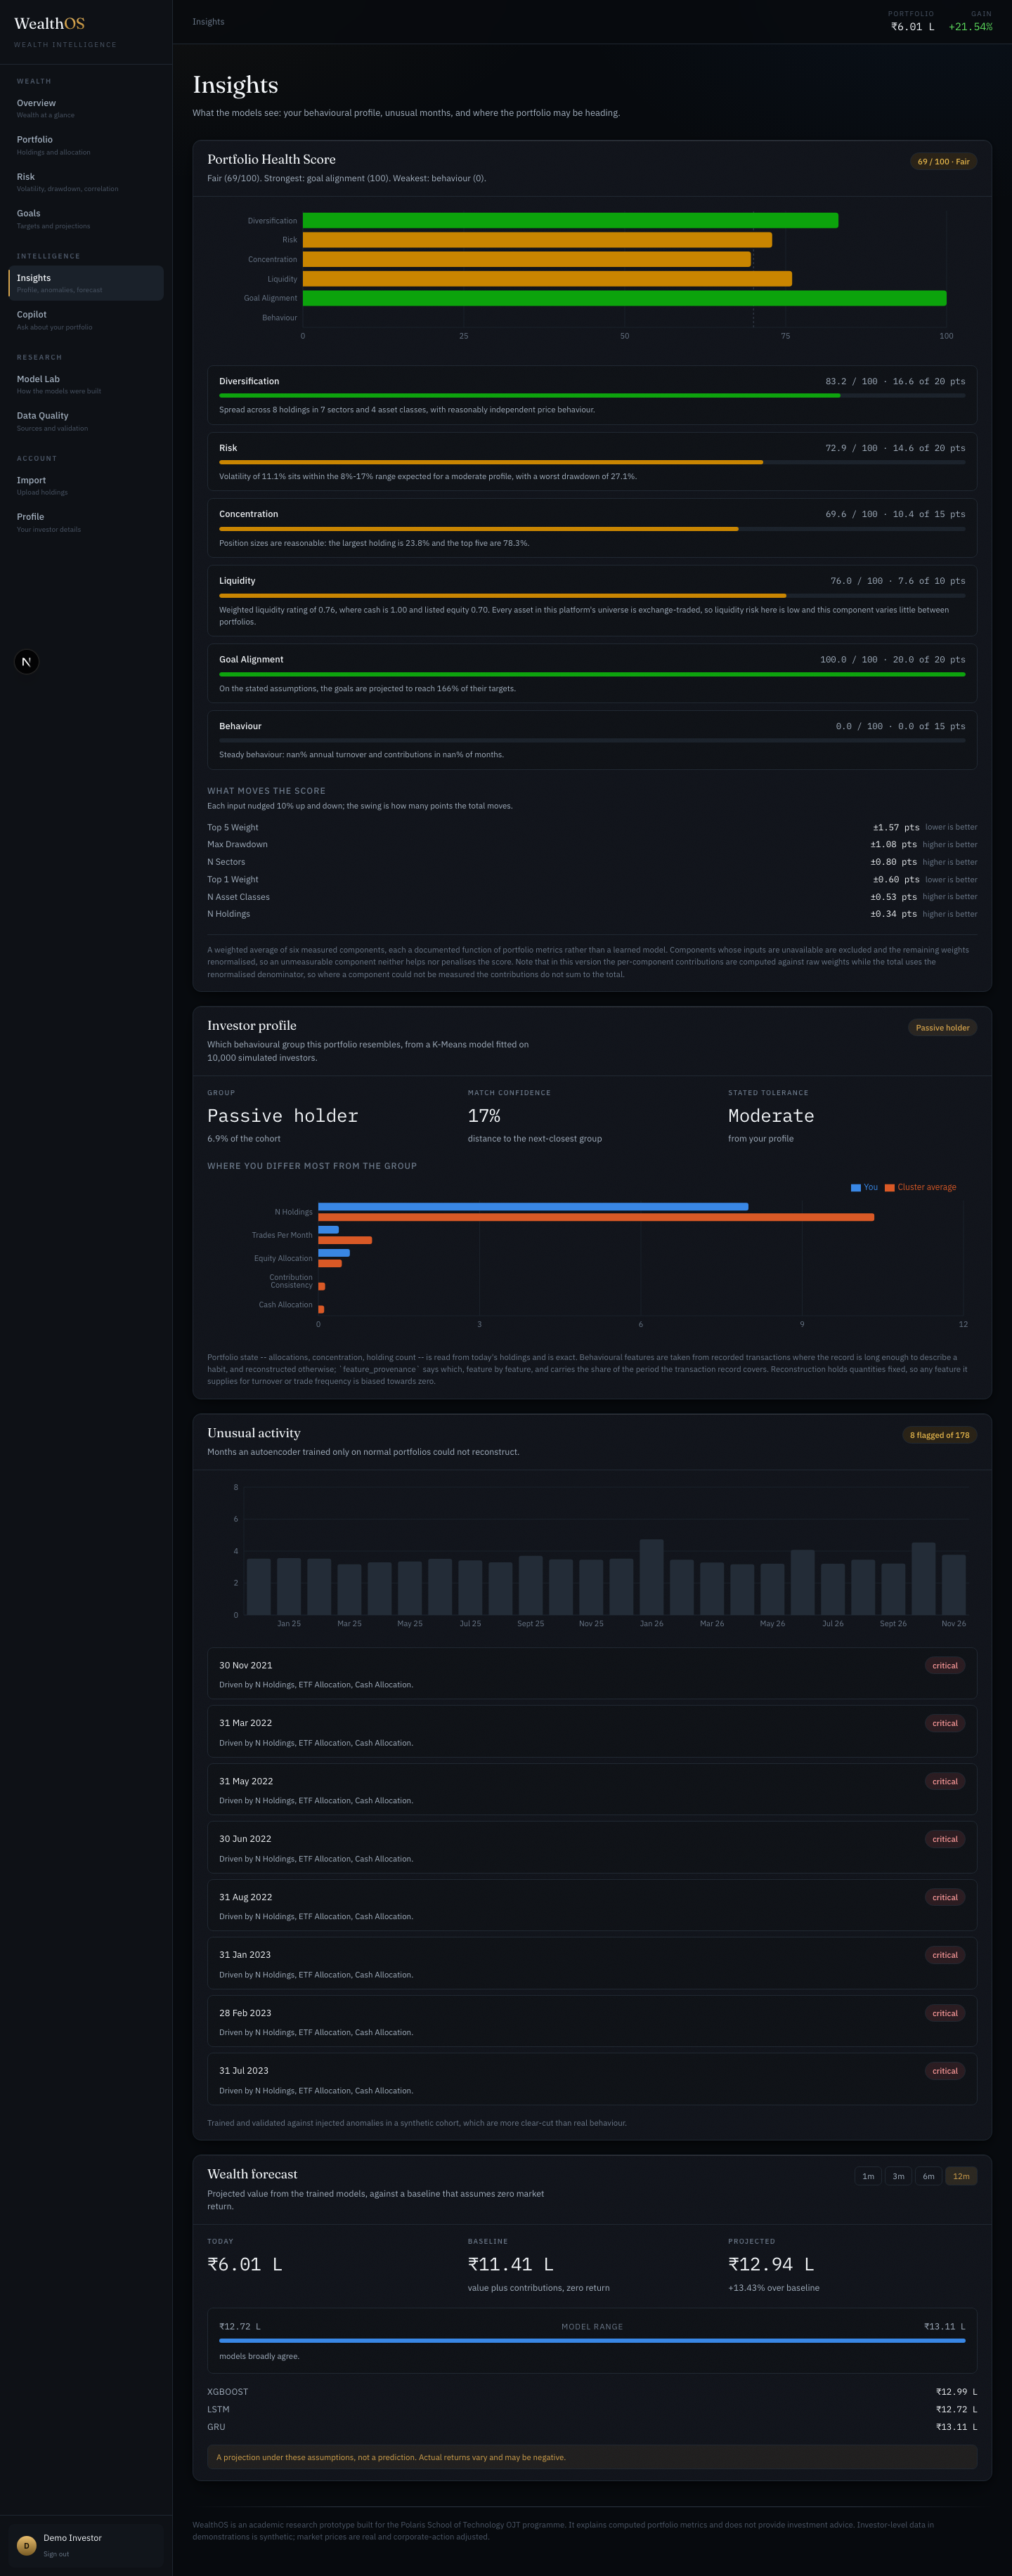 WealthOS
WEALTH INTELLIGENCE
WEALTH
Overview
Wealth at a glance
Portfolio
Holdings and allocation
Risk
Volatility, drawdown, correlation
Goals
Targets and projections
INTELLIGENCE
Insights
Profile, anomalies, forecast
Copilot
Ask about your portfolio
RESEARCH
Model Lab
How the models were built
Data Quality
Sources and validation
ACCOUNT
Import
Upload holdings
Profile
Your investor details
N
D
Demo Investor
Sign out
Insights
PORTFOLIO
₹6.01 L
GAIN
+21.54%
Insights
What the models see: your behavioural profile, unusual months, and where the portfolio may be heading.
Portfolio Health Score
69 / 100 · Fair
Fair (69/100). Strongest: goal alignment (100). Weakest: behaviour (0).
Diversification
Risk
Concentration
Liquidity
Goal Alignment
Behaviour
0 25 50 75 100
Diversification 83.2 / 100 · 16.6 of 20 pts
Spread across 8 holdings in 7 sectors and 4 asset classes, with reasonably independent price behaviour.
Risk 72.9 / 100 · 14.6 of 20 pts
Volatility of 11.1% sits within the 8%-17% range expected for a moderate profile, with a worst drawdown of 27.1%.
Concentration 69.6 / 100 · 10.4 of 15 pts
Position sizes are reasonable: the largest holding is 23.8% and the top five are 78.3%.
Liquidity 76.0 / 100 · 7.6 of 10 pts
Weighted liquidity rating of 0.76, where cash is 1.00 and listed equity 0.70. Every asset in this platform's universe is exchange-traded, so liquidity risk here is low and this component varies little between
portfolios.
Goal Alignment 100.0 / 100 · 20.0 of 20 pts
On the stated assumptions, the goals are projected to reach 166% of their targets.
Behaviour 0.0 / 100 · 0.0 of 15 pts
Steady behaviour: nan% annual turnover and contributions in nan% of months.
WHAT MOVES THE SCORE
Each input nudged 10% up and down; the swing is how many points the total moves.
Top 5 Weight ±1.57 pts lower is better
Max Drawdown ±1.08 pts higher is better
N Sectors ±0.80 pts higher is better
Top 1 Weight ±0.60 pts lower is better
N Asset Classes ±0.53 pts higher is better
N Holdings ±0.34 pts higher is better
A weighted average of six measured components, each a documented function of portfolio metrics rather than a learned model. Components whose inputs are unavailable are excluded and the remaining weights
renormalised, so an unmeasurable component neither helps nor penalises the score. Note that in this version the per-component contributions are computed against raw weights while the total uses the
renormalised denominator, so where a component could not be measured the contributions do not sum to the total.
Investor profile
Passive holder
Which behavioural group this portfolio resembles, from a K-Means model fitted on
10,000 simulated investors.
GROUP
Passive holder
6.9% of the cohort
MATCH CONFIDENCE
17%
distance to the next-closest group
STATED TOLERANCE
Moderate
from your profile
WHERE YOU DIFFER MOST FROM THE GROUP
You Cluster average
N Holdings
Trades Per Month
Equity Allocation
Contribution
Consistency
Cash Allocation
0 3 6 9 12
Portfolio state -- allocations, concentration, holding count -- is read from today's holdings and is exact. Behavioural features are taken from recorded transactions where the record is long enough to describe a
habit, and reconstructed otherwise; `feature_provenance` says which, feature by feature, and carries the share of the period the transaction record covers. Reconstruction holds quantities fixed, so any feature it
supplies for turnover or trade frequency is biased towards zero.
Unusual activity
8 flagged of 178
Months an autoencoder trained only on normal portfolios could not reconstruct.
8
6
4
2
0
Jan 25 Mar 25 May 25 Jul 25 Sept 25 Nov 25 Jan 26 Mar 26 May 26 Jul 26 Sept 26 Nov 26
30 Nov 2021 critical
Driven by N Holdings, ETF Allocation, Cash Allocation.
31 Mar 2022 critical
Driven by N Holdings, ETF Allocation, Cash Allocation.
31 May 2022 critical
Driven by N Holdings, ETF Allocation, Cash Allocation.
30 Jun 2022 critical
Driven by N Holdings, ETF Allocation, Cash Allocation.
31 Aug 2022 critical
Driven by N Holdings, ETF Allocation, Cash Allocation.
31 Jan 2023 critical
Driven by N Holdings, ETF Allocation, Cash Allocation.
28 Feb 2023 critical
Driven by N Holdings, ETF Allocation, Cash Allocation.
31 Jul 2023 critical
Driven by N Holdings, ETF Allocation, Cash Allocation.
Trained and validated against injected anomalies in a synthetic cohort, which are more clear-cut than real behaviour.
Wealth forecast
1m 3m 6m 12m
Projected value from the trained models, against a baseline that assumes zero market
return.
TODAY
₹6.01 L
BASELINE
₹11.41 L
value plus contributions, zero return
PROJECTED
₹12.94 L
+13.43% over baseline
₹12.72 L MODEL RANGE ₹13.11 L
models broadly agree.
XGBOOST ₹12.99 L
LSTM ₹12.72 L
GRU ₹13.11 L
A projection under these assumptions, not a prediction. Actual returns vary and may be negative.
WealthOS is an academic research prototype built for the Polaris School of Technology OJT programme. It explains computed portfolio metrics and does not provide investment advice. Investor-level data in
demonstrations is synthetic; market prices are real and corporate-action adjusted.